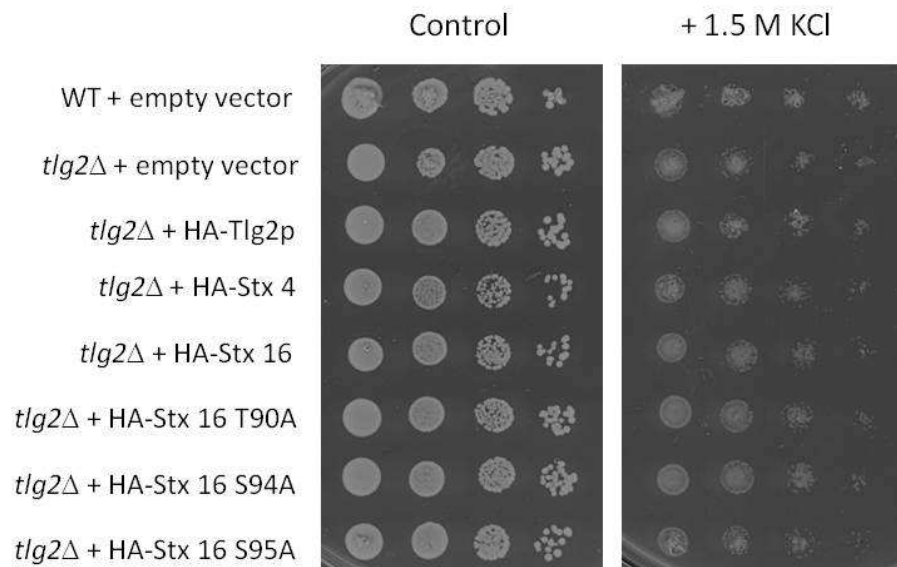 Control + 1.5 M KCl
WT + empty vector
tlg2Δ + empty vector
tlg2Δ + HA-Tlg2p
tlg2Δ + HA-Stx 4
tlg2Δ + HA-Stx 16
tlg2Δ + HA-Stx 16 T90A
tlg2Δ + HA-Stx 16 S94A
tlg2Δ + HA-Stx 16 S95A